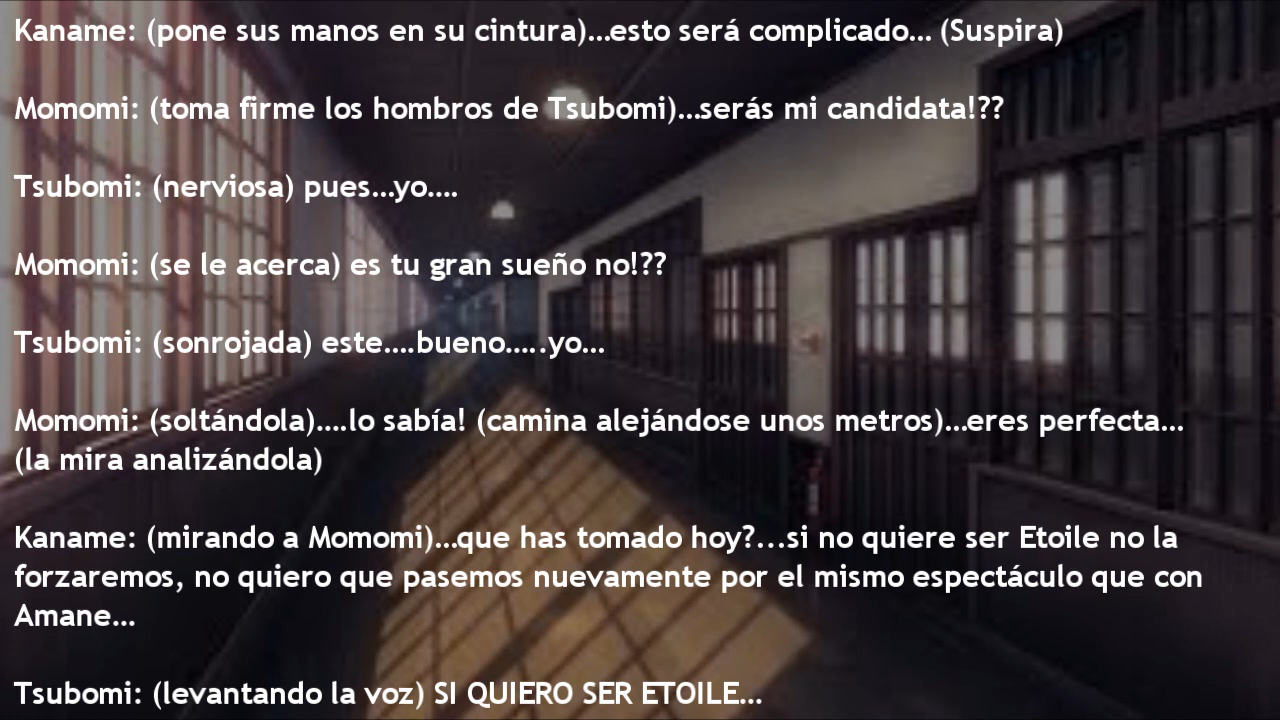 Kaname: (pone sus manos en su cintura)...esto será complicado... (Suspira)
Momomi: (toma firme los hombros de Tsubomi)...serás mi candidata!??
Tsubomi: (nerviosa) pues...yo....
Momomi: (se le acerca) es tu gran sueño no!??
Tsubomi: (sonrojada) este....bueno.....yo...
Momomi: (soltándola)....lo sabía! (camina alejándose unos metros)...eres perfecta...
(la mira analizándola)
Kaname: (mirando a Momomi)...que has tomado hoy?...si no quiere ser Etoile no la
forzaremos, no quiero que pasemos nuevamente por el mismo espectáculo que con
Amane...
Tsubomi: (levantando la voz) SI QUIERO SER ETOILE...